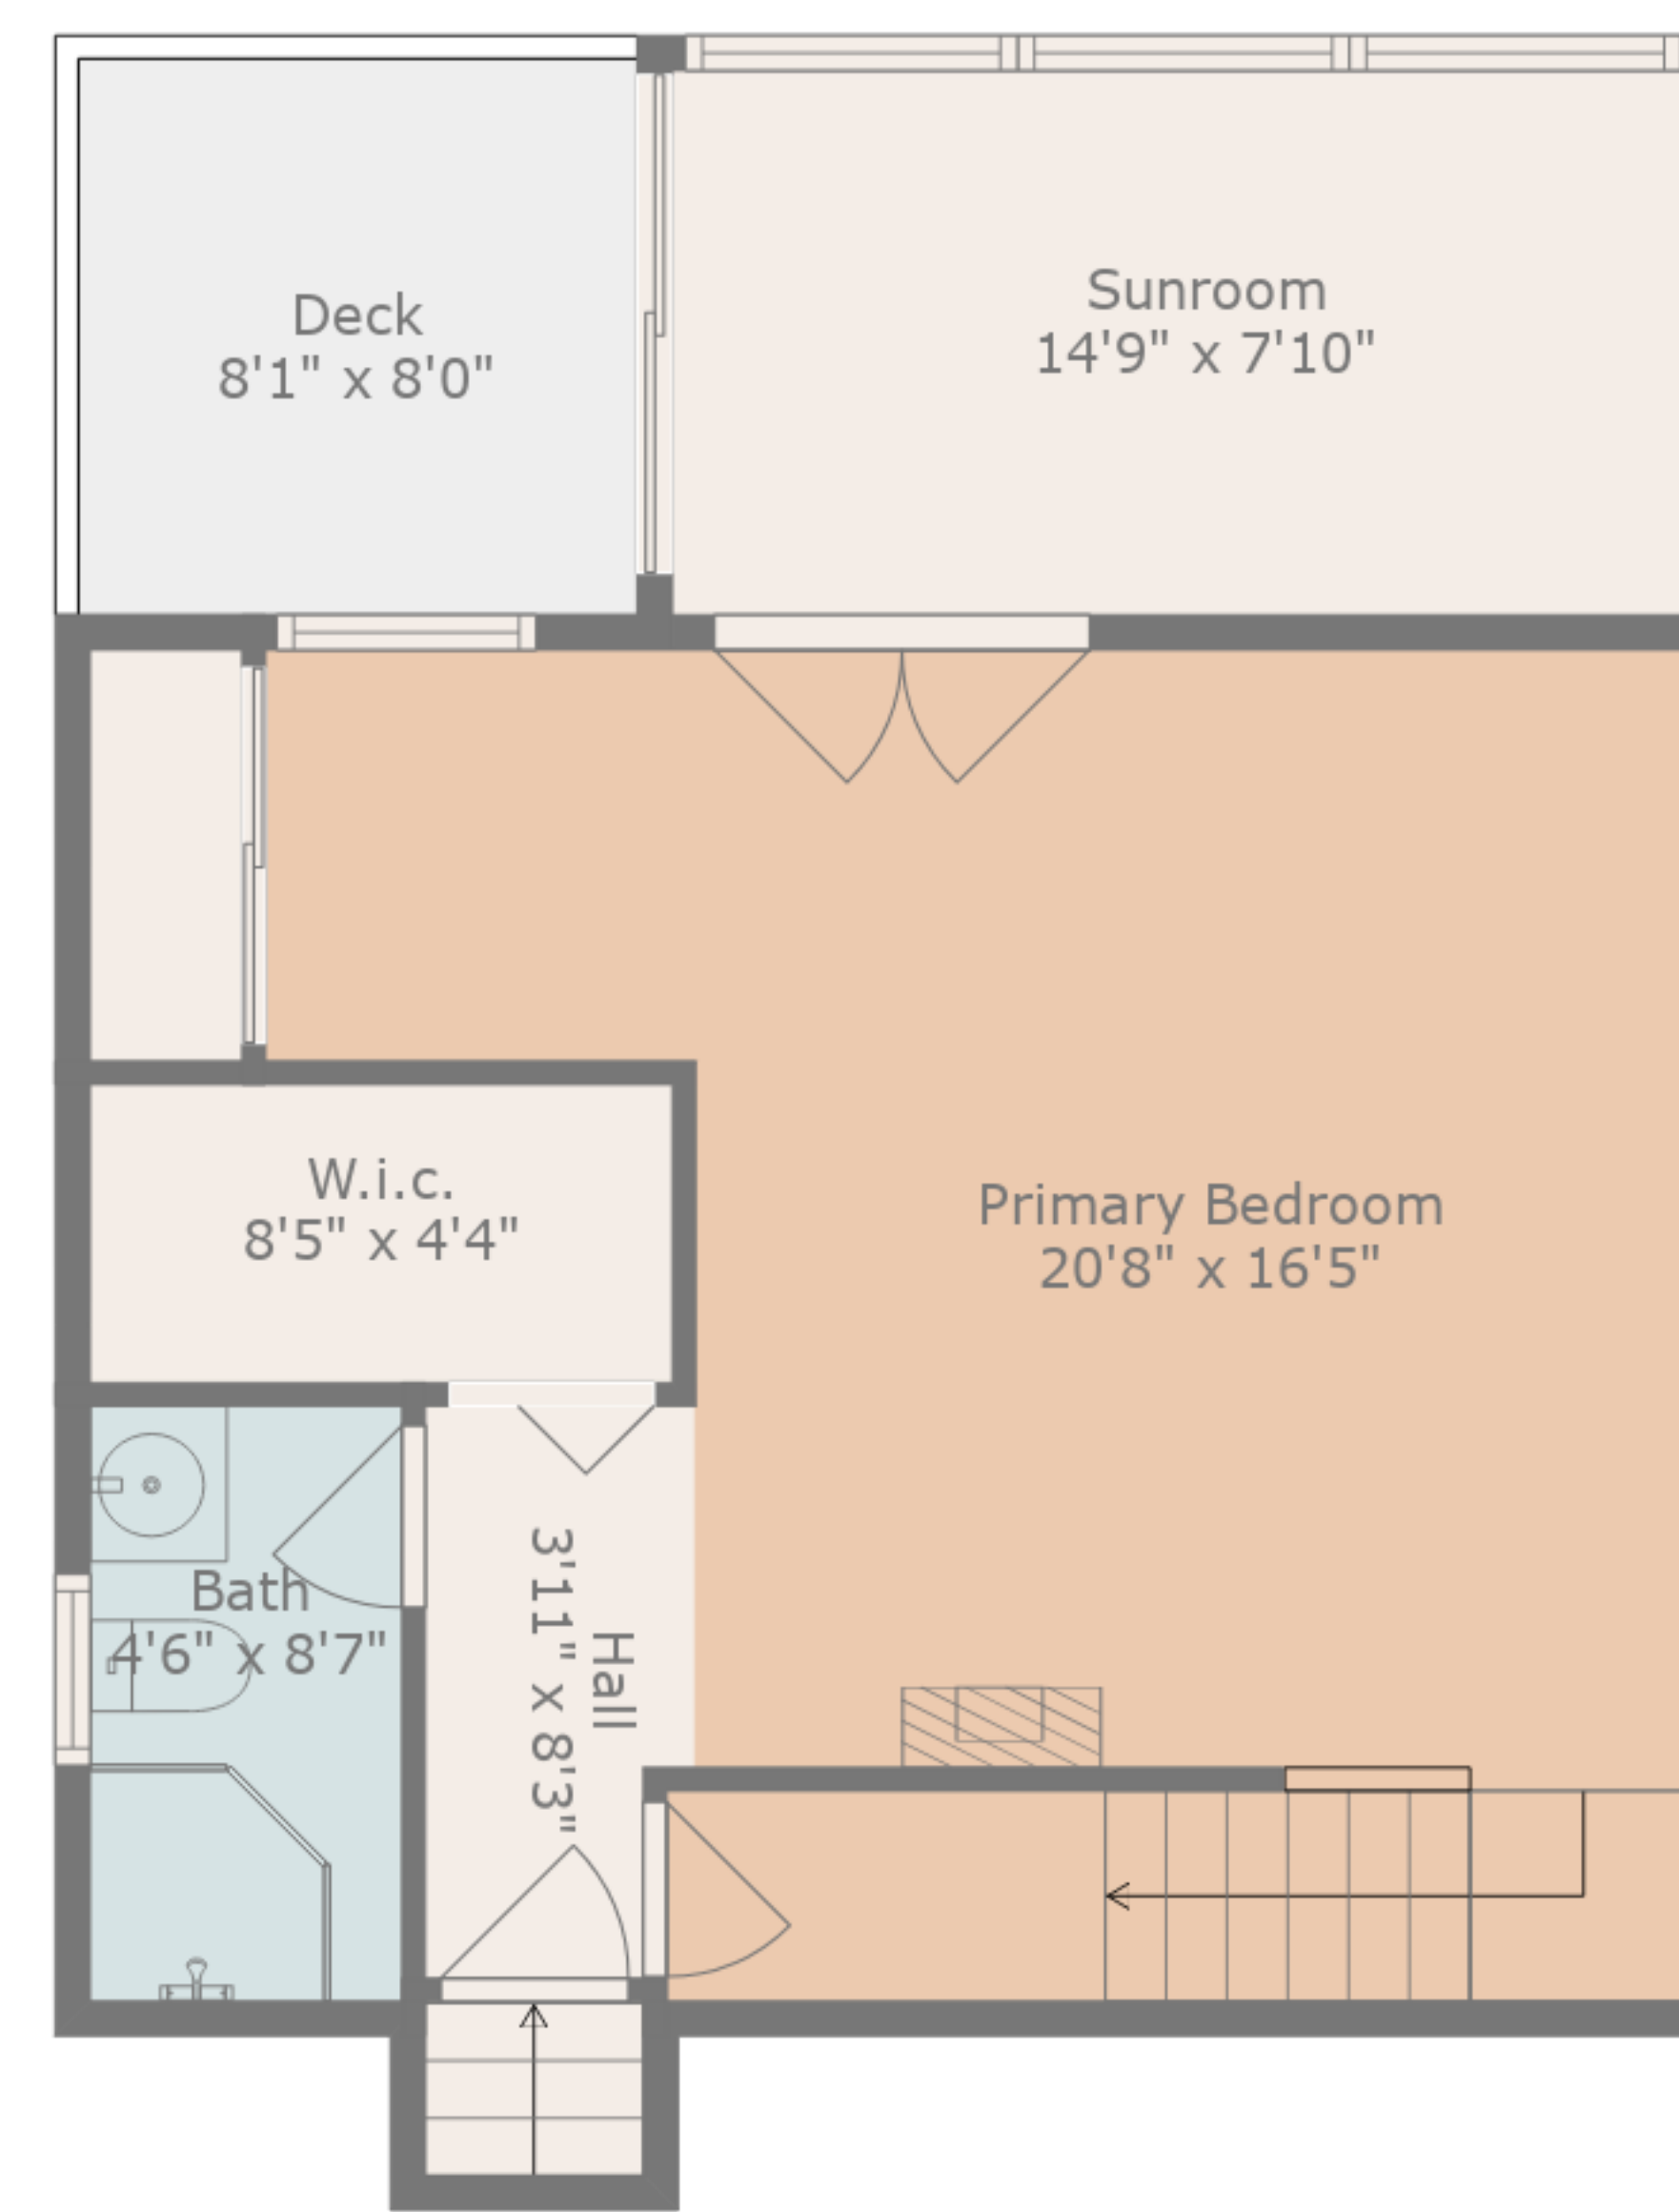 Deck
8'1" x 8'0"
Sunroom
14'9" x 7'10"
W.i.c.
8'5" x 4'4"
Primary Bedroom
20'8" x 16'5"
Bath
4'6" x 8'7"
Hall
3'11" x 8'3"